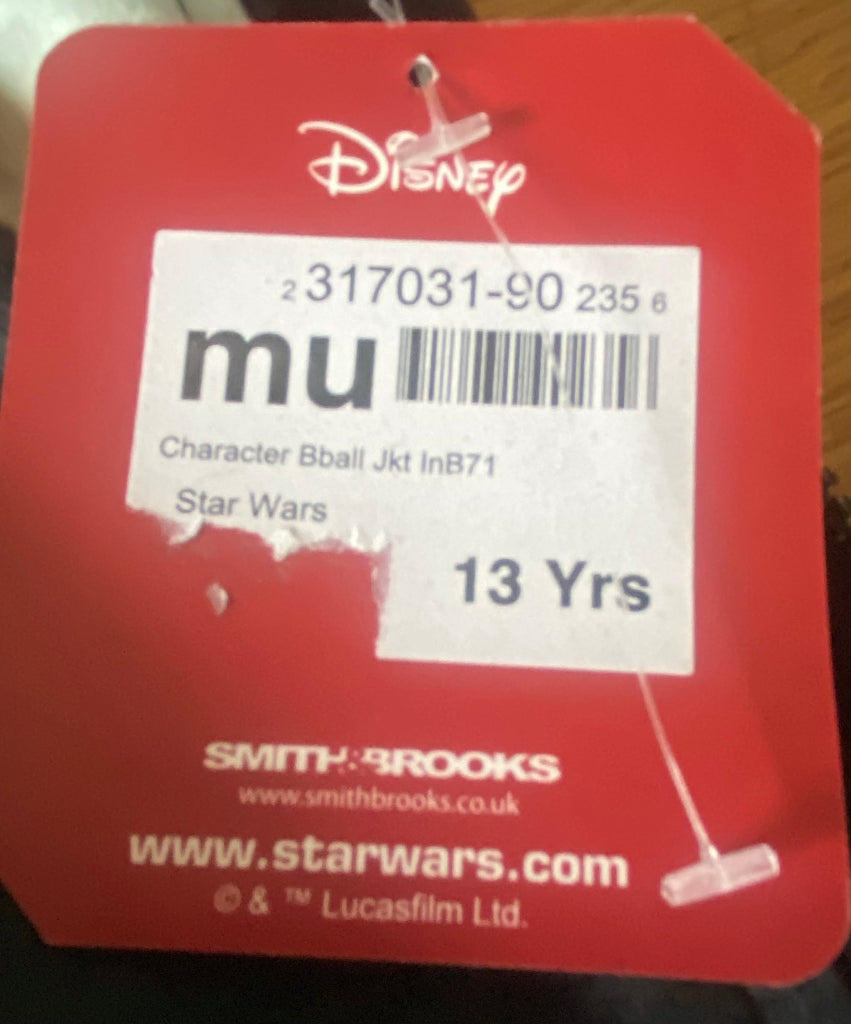 Disney
2 317031-90 235 6
mu
Character Bball Jkt InB71
Star Wars
13 Yrs
SMITH & BROOKS
www.smithbrooks.co.uk
www.starwars.com
© & ™ Lucasfilm Ltd.